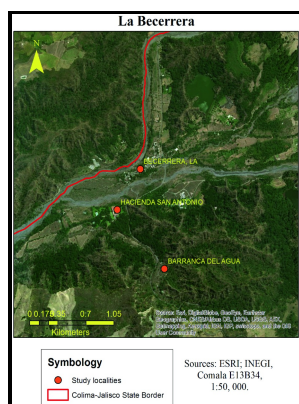 La Becerrera
N
BECERRERA, LA
HACIENDA SAN ANTONIO
BARRANCA DEL AGUA
0 0.17 0.35 0.7 1.05
Kilometers
Symbology
Study localities
Colima-Jalisco State Border
Sources: ESRI; INEGI,
Comala E13B34,
1:50, 000.